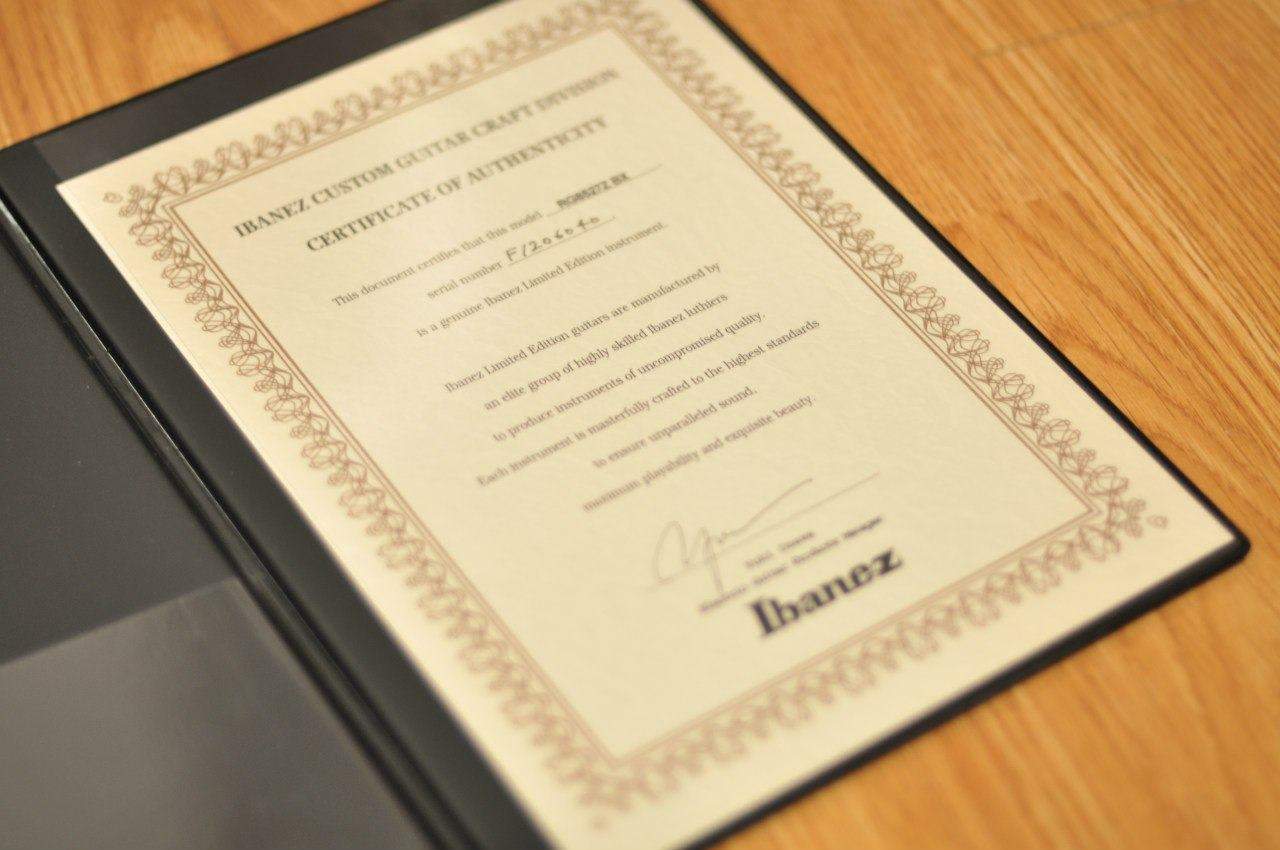 IBANEZ CUSTOM GUITAR CRAFT DIVISION
CERTIFICATE OF AUTHENTICITY
This document certifies that this model RG8527Z BX
serial number F1206040
is a genuine Ibanez Limited Edition instrument.
Ibanez Limited Edition guitars are manufactured by
an elite group of highly skilled Ibanez luthiers
to produce instruments of uncompromised quality.
Each instrument is masterfully crafted to the highest standards
to ensure unparalleled sound,
maximum playability and exquisite beauty.
Manager
Ibanez